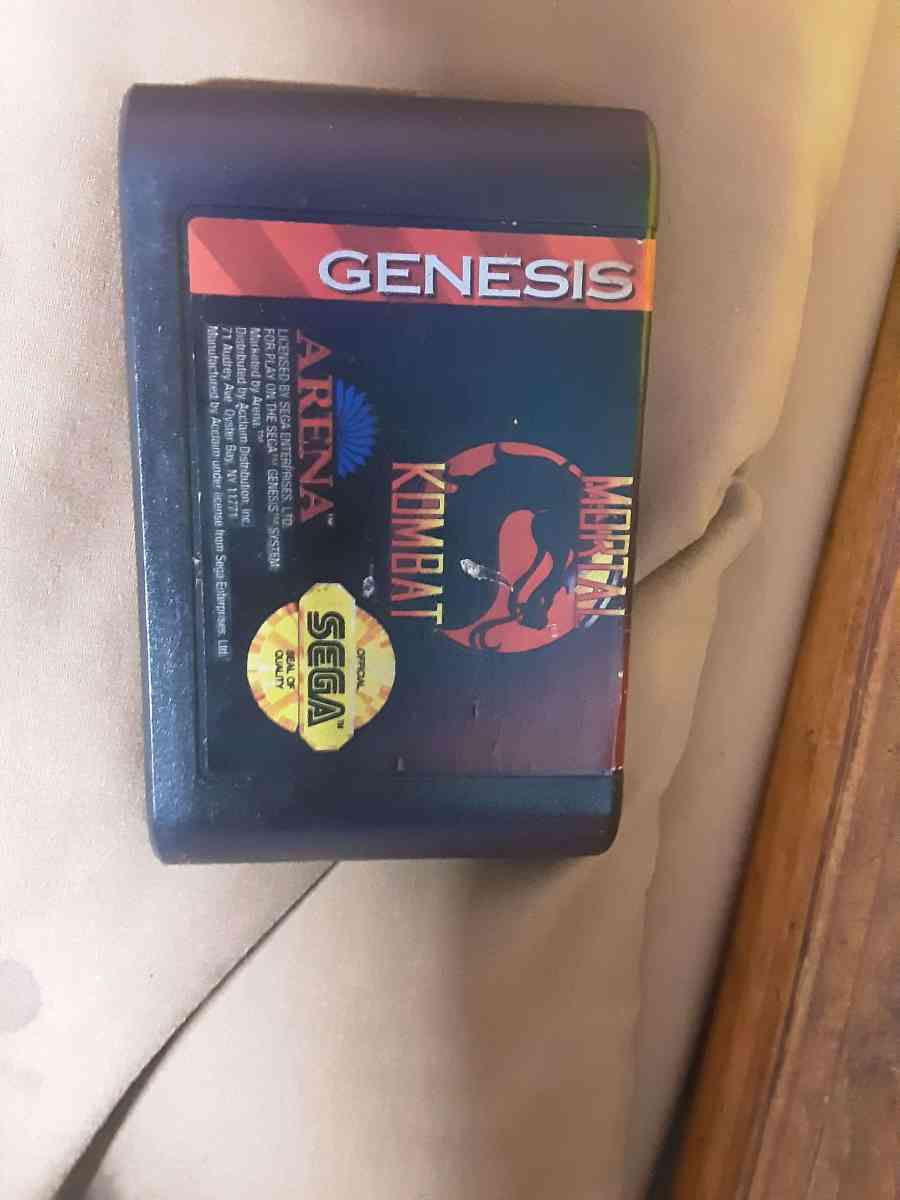 GENESIS
MORTAL
KOMBAT
ARENA™
LICENSED BY SEGA ENTERPRISES, LTD.
FOR PLAY ON THE SEGA™ GENESIS™ SYSTEM.
Marketed by Arena.™
Distributed by Acclaim Distribution, Inc.
71 Audrey Ave. Oyster Bay, NY 11771
Manufactured by Acclaim under license from Sega Enterprises, Ltd.
OFFICIAL
SEGA™
SEAL OF
QUALITY